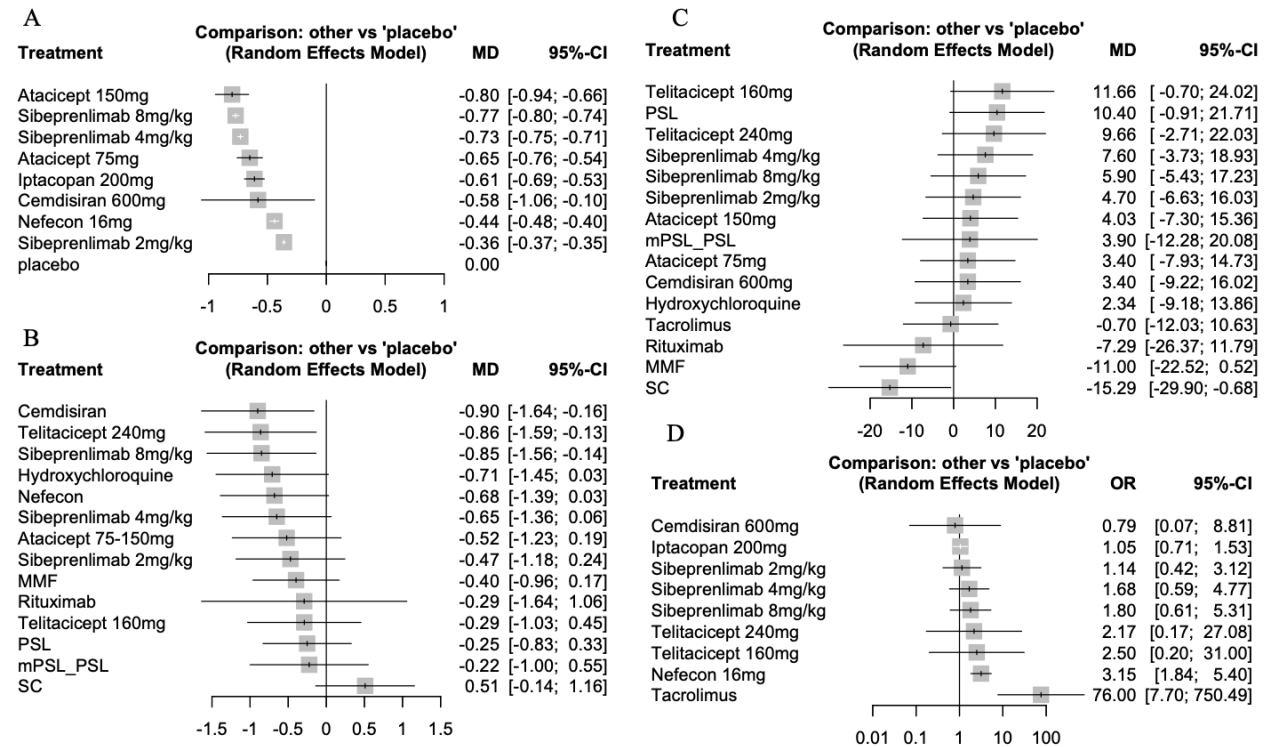 A
Comparison: other vs 'placebo'
Treatment (Random Effects Model) MD 95%-CI
Atacicept 150mg -0.80 [-0.94; -0.66]
Sibeprenlimab 8mg/kg -0.77 [-0.80; -0.74]
Sibeprenlimab 4mg/kg -0.73 [-0.75; -0.71]
Atacicept 75mg -0.65 [-0.76; -0.54]
Iptacopan 200mg -0.61 [-0.69; -0.53]
Cemdisiran 600mg -0.58 [-1.06; -0.10]
Nefecon 16mg -0.44 [-0.48; -0.40]
Sibeprenlimab 2mg/kg -0.36 [-0.37; -0.35]
placebo 0.00
-1 -0.5 0 0.5 1
B
Comparison: other vs 'placebo'
Treatment (Random Effects Model) MD 95%-CI
Cemdisiran -0.90 [-1.64; -0.16]
Telitacicept 240mg -0.86 [-1.59; -0.13]
Sibeprenlimab 8mg/kg -0.85 [-1.56; -0.14]
Hydroxychloroquine -0.71 [-1.45; 0.03]
Nefecon -0.68 [-1.39; 0.03]
Sibeprenlimab 4mg/kg -0.65 [-1.36; 0.06]
Atacicept 75-150mg -0.52 [-1.23; 0.19]
Sibeprenlimab 2mg/kg -0.47 [-1.18; 0.24]
MMF -0.40 [-0.96; 0.17]
Rituximab -0.29 [-1.64; 1.06]
Telitacicept 160mg -0.29 [-1.03; 0.45]
PSL -0.25 [-0.83; 0.33]
mPSL_PSL -0.22 [-1.00; 0.55]
SC 0.51 [-0.14; 1.16]
-1.5 -1 -0.5 0 0.5 1 1.5
C
Comparison: other vs 'placebo'
Treatment (Random Effects Model) MD 95%-CI
Telitacicept 160mg 11.66 [ -0.70; 24.02]
PSL 10.40 [ -0.91; 21.71]
Telitacicept 240mg 9.66 [ -2.71; 22.03]
Sibeprenlimab 4mg/kg 7.60 [ -3.73; 18.93]
Sibeprenlimab 8mg/kg 5.90 [ -5.43; 17.23]
Sibeprenlimab 2mg/kg 4.70 [ -6.63; 16.03]
Atacicept 150mg 4.03 [ -7.30; 15.36]
mPSL_PSL 3.90 [-12.28; 20.08]
Atacicept 75mg 3.40 [ -7.93; 14.73]
Cemdisiran 600mg 3.40 [ -9.22; 16.02]
Hydroxychloroquine 2.34 [ -9.18; 13.86]
Tacrolimus -0.70 [-12.03; 10.63]
Rituximab -7.29 [-26.37; 11.79]
MMF -11.00 [-22.52; 0.52]
SC -15.29 [-29.90; -0.68]
-20 -10 0 10 20
D
Comparison: other vs 'placebo'
Treatment (Random Effects Model) OR 95%-CI
Cemdisiran 600mg 0.79 [0.07; 8.81]
Iptacopan 200mg 1.05 [0.71; 1.53]
Sibeprenlimab 2mg/kg 1.14 [0.42; 3.12]
Sibeprenlimab 4mg/kg 1.68 [0.59; 4.77]
Sibeprenlimab 8mg/kg 1.80 [0.61; 5.31]
Telitacicept 240mg 2.17 [0.17; 27.08]
Telitacicept 160mg 2.50 [0.20; 31.00]
Nefecon 16mg 3.15 [1.84; 5.40]
Tacrolimus 76.00 [7.70; 750.49]
0.01 0.1 1 10 100